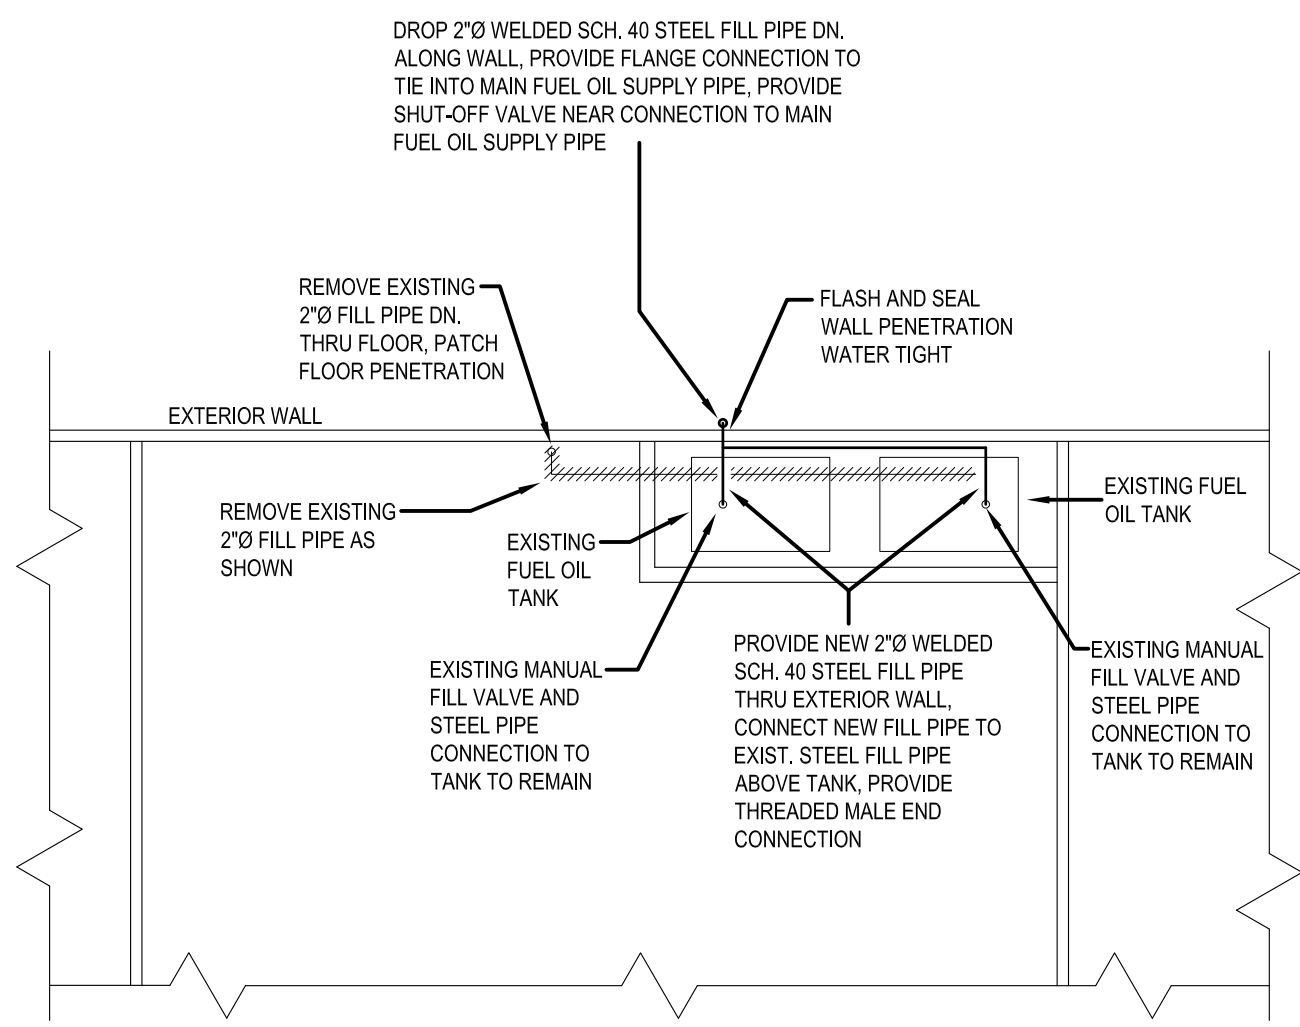 DROP 2"Ø WELDED SCH. 40 STEEL FILL PIPE DN.
ALONG WALL, PROVIDE FLANGE CONNECTION TO
TIE INTO MAIN FUEL OIL SUPPLY PIPE, PROVIDE
SHUT-OFF VALVE NEAR CONNECTION TO MAIN
FUEL OIL SUPPLY PIPE
REMOVE EXISTING
2"Ø FILL PIPE DN.
THRU FLOOR, PATCH
FLOOR PENETRATION
FLASH AND SEAL
WALL PENETRATION
WATER TIGHT
EXTERIOR WALL
REMOVE EXISTING
2"Ø FILL PIPE AS
SHOWN
EXISTING
FUEL OIL
TANK
EXISTING FUEL
OIL TANK
EXISTING MANUAL
FILL VALVE AND
STEEL PIPE
CONNECTION TO
TANK TO REMAIN
PROVIDE NEW 2"Ø WELDED
SCH. 40 STEEL FILL PIPE
THRU EXTERIOR WALL,
CONNECT NEW FILL PIPE TO
EXIST. STEEL FILL PIPE
ABOVE TANK, PROVIDE
THREADED MALE END
CONNECTION
EXISTING MANUAL
FILL VALVE AND
STEEL PIPE
CONNECTION TO
TANK TO REMAIN